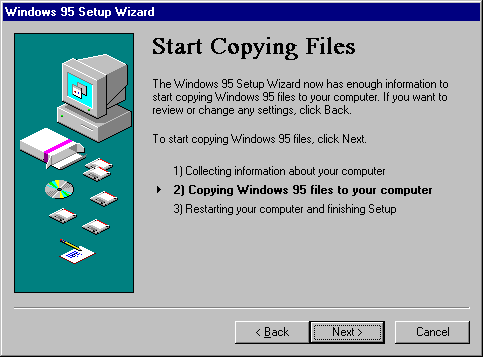 Windows 95 Setup Wizard
Start Copying Files
The Windows 95 Setup Wizard now has enough information to
start copying Windows 95 files to your computer. If you want to
review or change any settings, click Back.
To start copying Windows 95 files, click Next.
1) Collecting information about your computer
2) Copying Windows 95 files to your computer
3) Restarting your computer and finishing Setup
< Back
Next >
Cancel